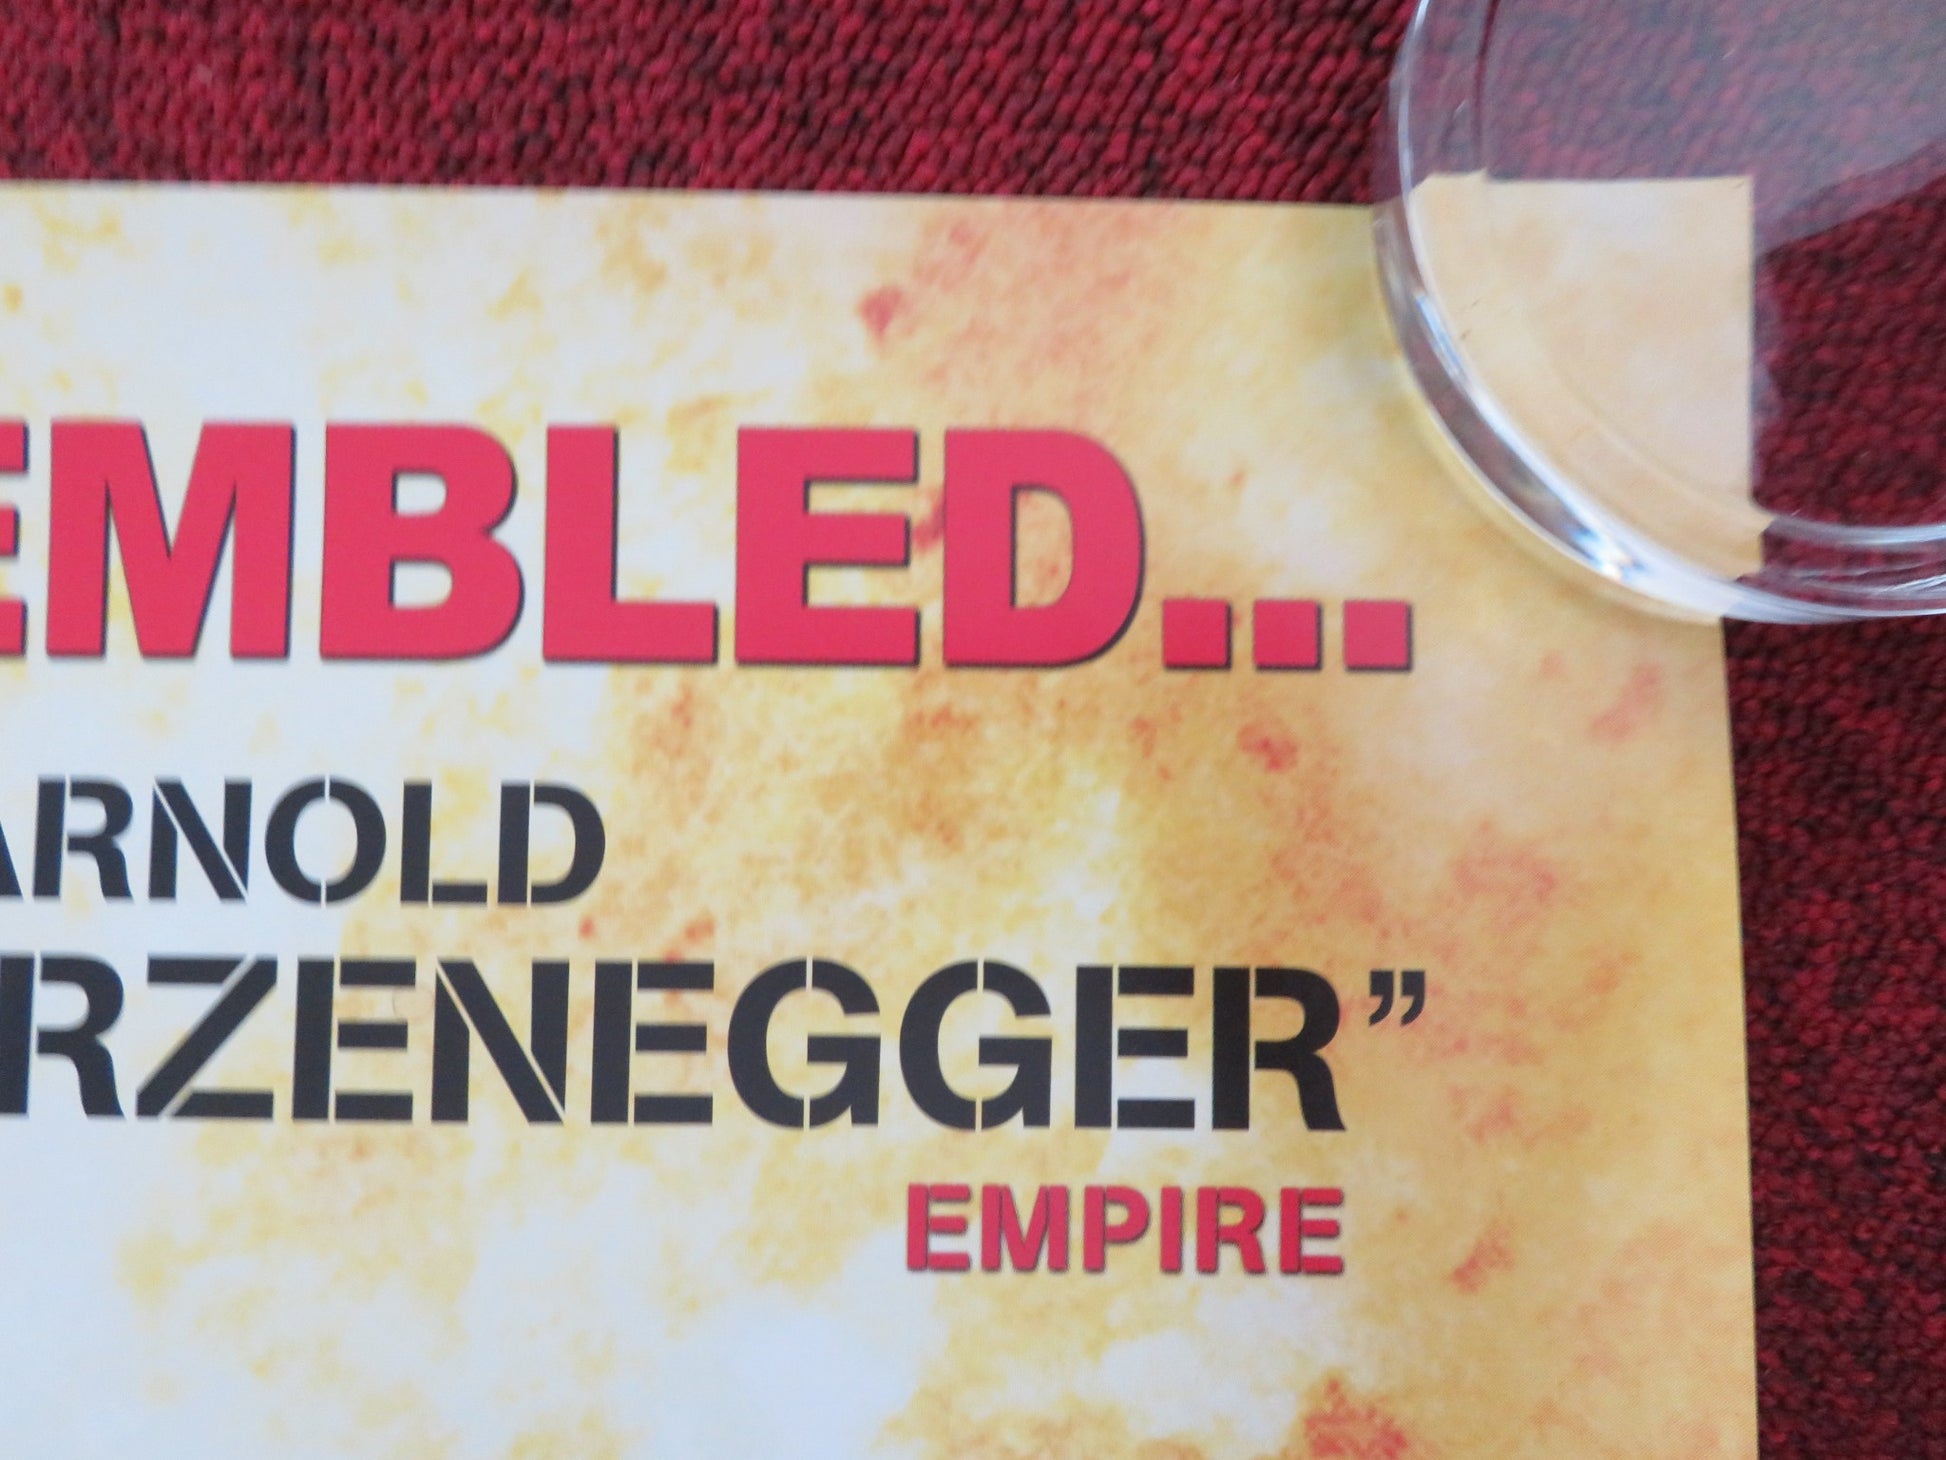 EMBLED...
ARNOLD
RZENEGGER”
EMPIRE